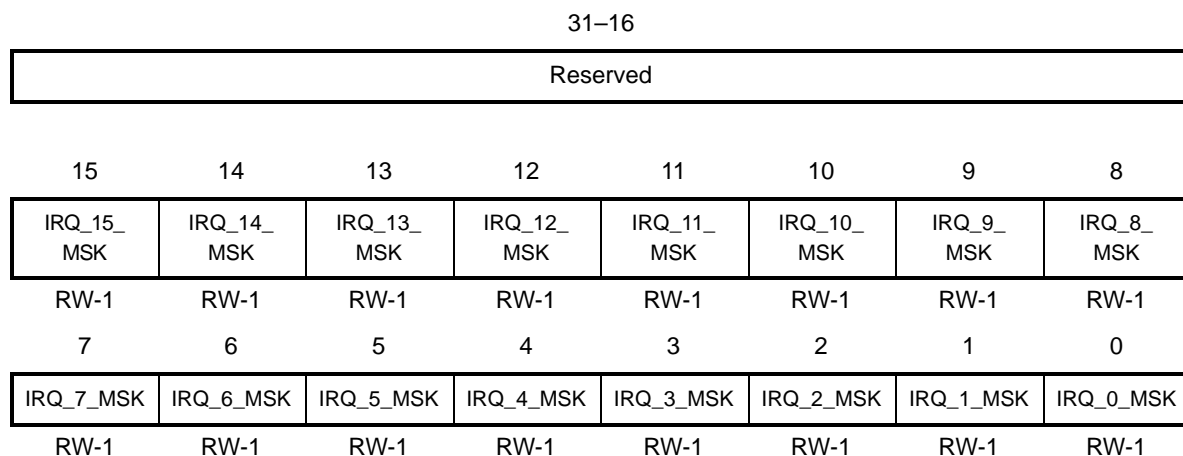 31–16
Reserved
15 14 13 12 11 10 9 8
IRQ_15_ IRQ_14_ IRQ_13_ IRQ_12_ IRQ_11_ IRQ_10_ IRQ_9_ IRQ_8_
MSK MSK MSK MSK MSK MSK MSK MSK
RW-1 RW-1 RW-1 RW-1 RW-1 RW-1 RW-1 RW-1
7 6 5 4 3 2 1 0
IRQ_7_MSK IRQ_6_MSK IRQ_5_MSK IRQ_4_MSK IRQ_3_MSK IRQ_2_MSK IRQ_1_MSK IRQ_0_MSK
RW-1 RW-1 RW-1 RW-1 RW-1 RW-1 RW-1 RW-1